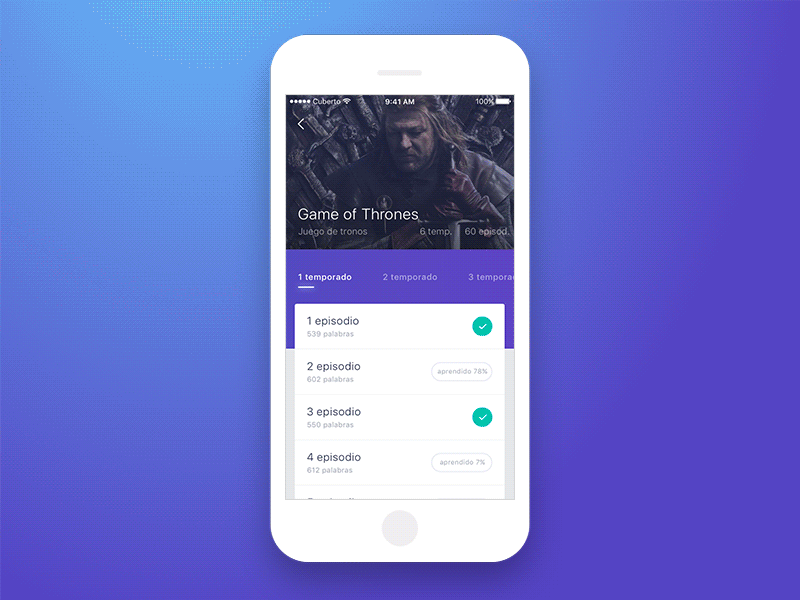 Cuberto 9:41 AM 100%
Game of Thrones
Juego de tronos 6 temp. 60 episod.
1 temporado 2 temporado 3 tempora
1 episodio
539 palabras
2 episodio
602 palabras
aprendido 78%
3 episodio
550 palabras
4 episodio
612 palabras
aprendido 7%